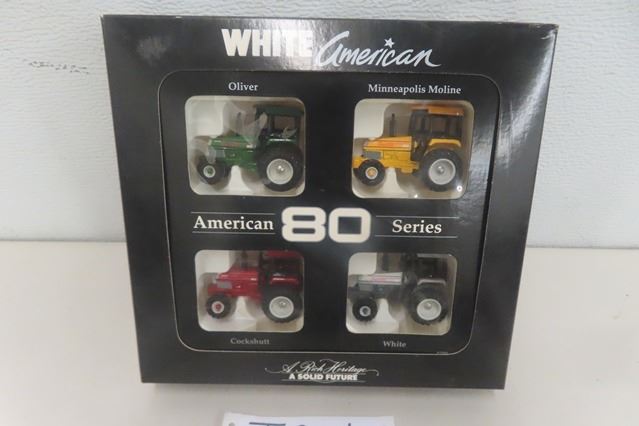 WHITE American
Oliver
Minneapolis Moline
American 80 Series
Cockshutt
White
A Rich Heritage
A SOLID FUTURE